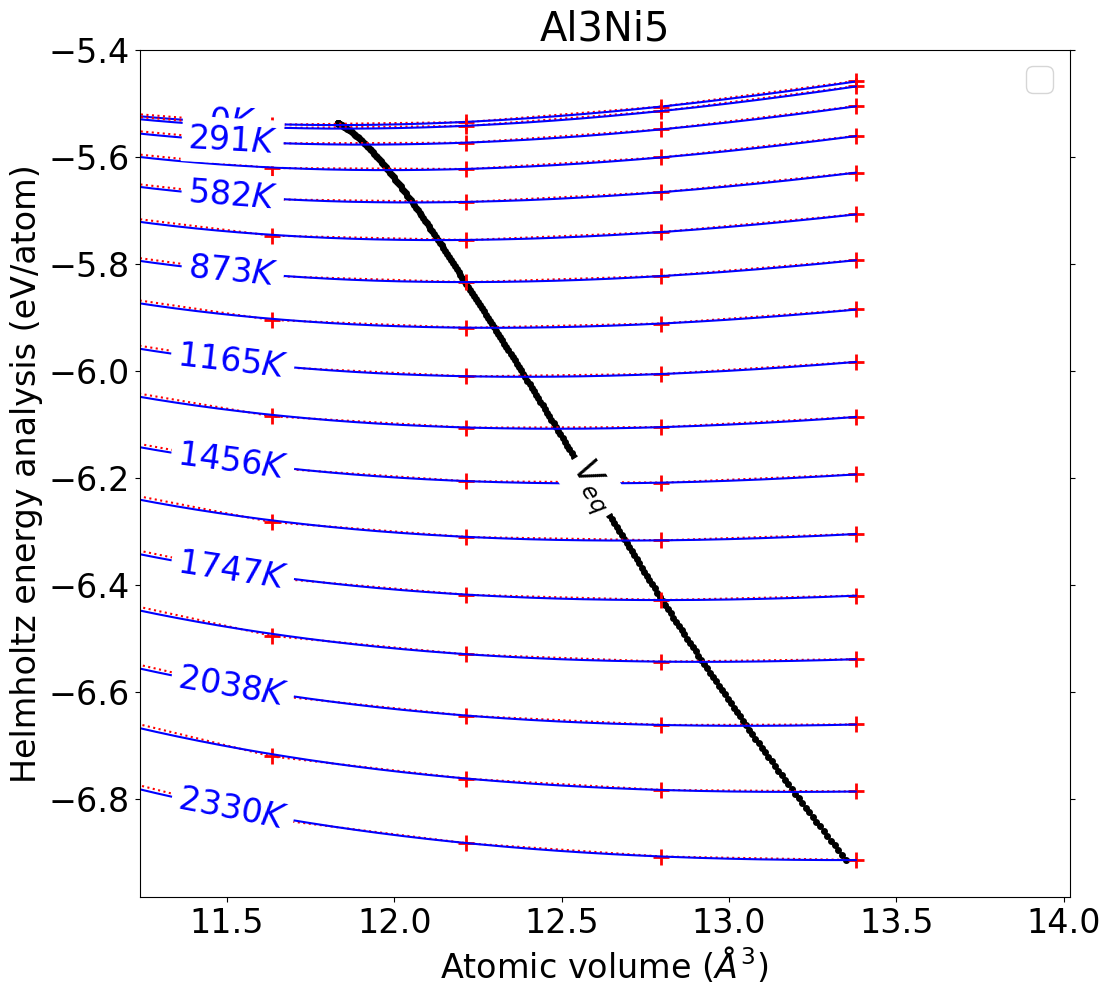 Al3Ni5
Helmholtz energy analysis (eV/atom)
−5.4
−5.6
−5.8
−6.0
−6.2
−6.4
−6.6
−6.8
0K
291K
582K
873K
1165K
1456K
1747K
2038K
2330K
V_eq
11.5 12.0 12.5 13.0 13.5 14.0
Atomic volume (Å³)